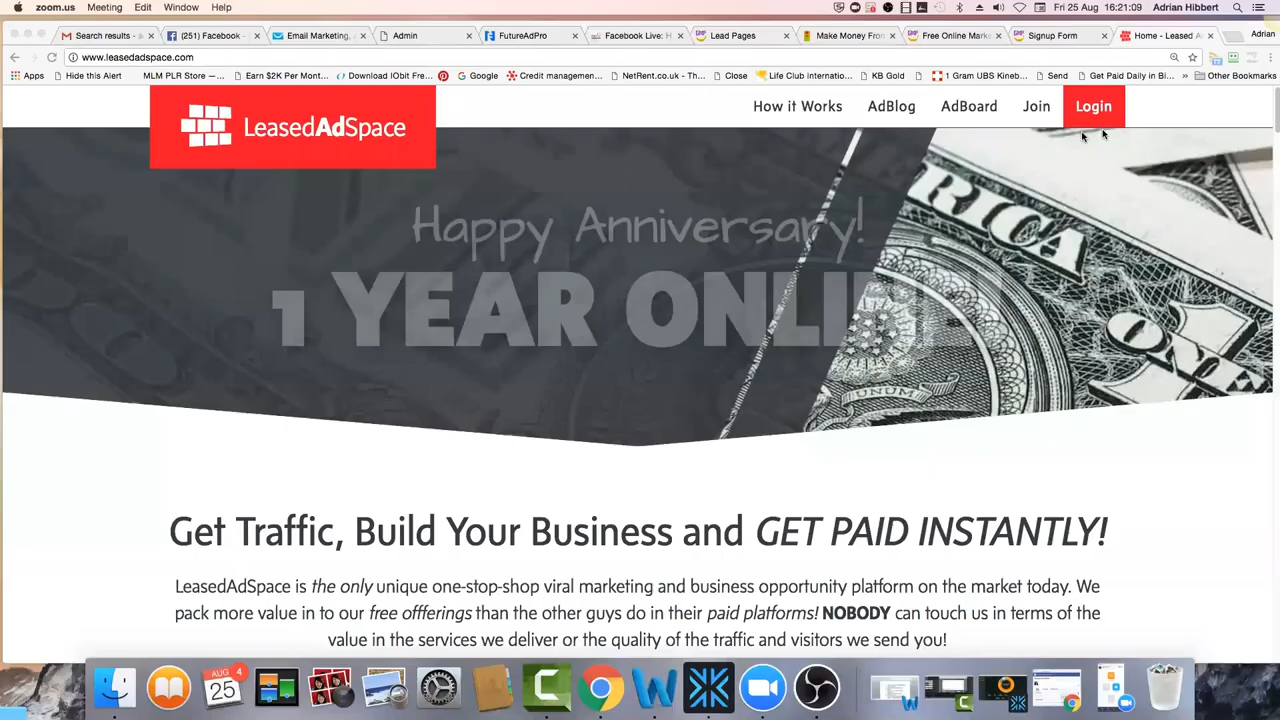 zoom.us Meeting Edit Window Help
4 Fri 25 Aug 16:21:09 Adrian Hibbert
Search results -
(251) Facebook -
Email Marketing,
Admin
FutureAdPro
Facebook Live: H
Lead Pages
Make Money From
Free Online Mark
Signup Form
Home - Leased A
Adrian
www.leasedadspace.com
Apps Hide this Alert MLM PLR Store —... Earn $2K Per Mont... Download IObit Fr... Google Credit managemen... NetRent.co.uk - Th... Close Life Club internatio... KB Gold 1 Gram UBS Kineb... Send Get Paid Daily in Bi... » Other Bookmarks
LeasedAdSpace
How it Works AdBlog AdBoard Join Login
Happy Anniversary!
1 YEAR ONLINE
RICA
UNUM
ONE
Get Traffic, Build Your Business and GET PAID INSTANTLY!
LeasedAdSpace is the only unique one-stop-shop viral marketing and business opportunity platform on the market today. We
pack more value in to our free offferings than the other guys do in their paid platforms! NOBODY can touch us in terms of the
value in the services we deliver or the quality of the traffic and visitors we send you!
AUG 4
25